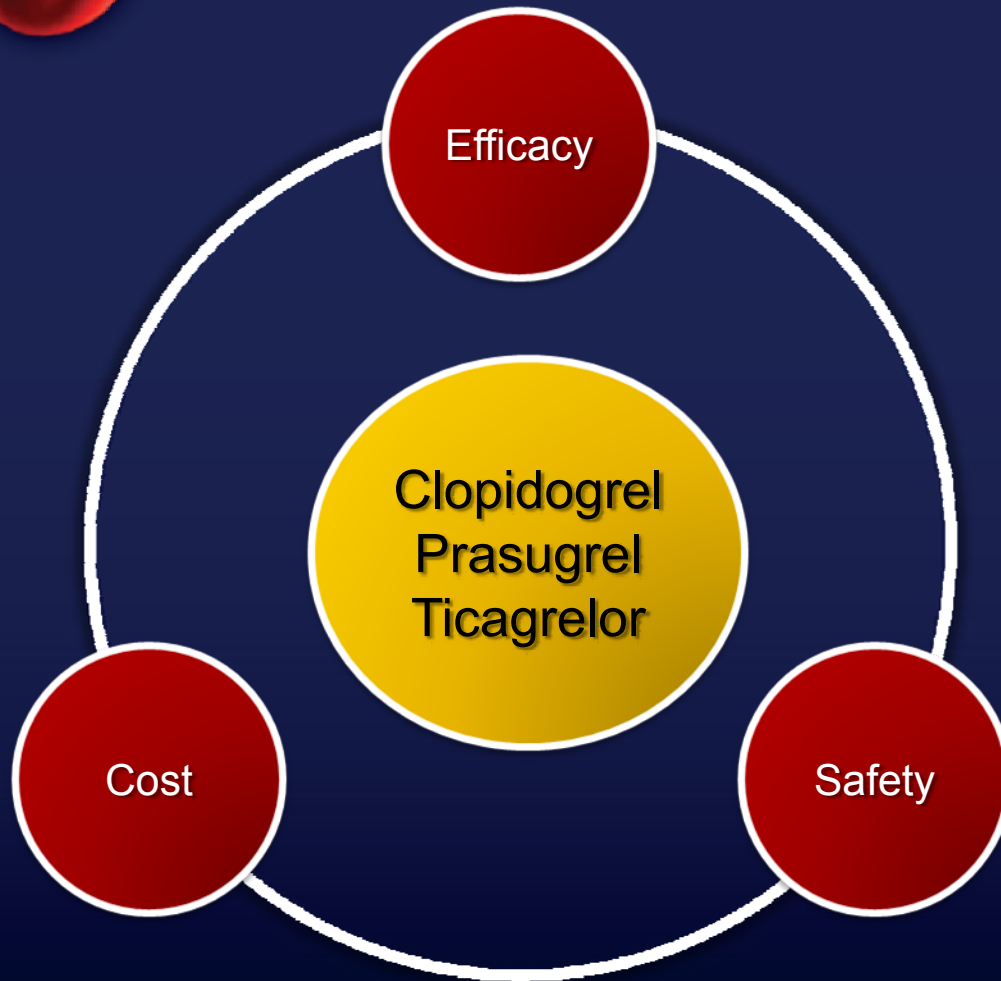 Efficacy
Clopidogrel
Prasugrel
Ticagrelor
Cost
Safety